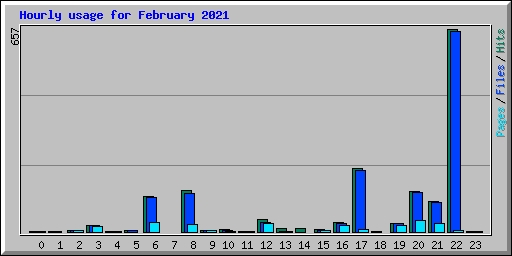 Hourly usage for February 2021
657
Pages/Files/Hits
0 1 2 3 4 5 6 7 8 9 10 11 12 13 14 15 16 17 18 19 20 21 22 23